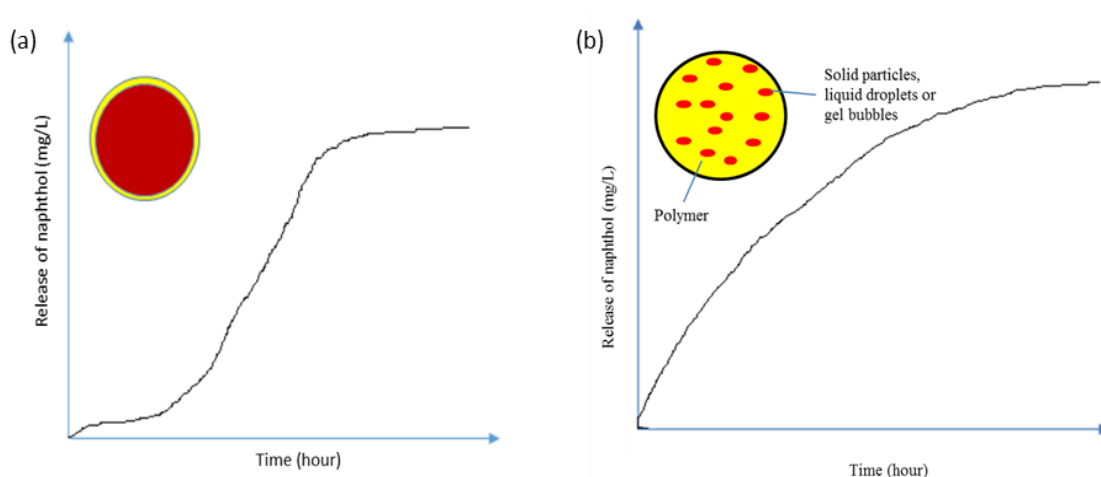 (a)
Release of naphthol (mg/L)
Time (hour)
(b)
Solid particles,
liquid droplets or
gel bubbles
Polymer
Release of naphthol (mg/L)
Time (hour)